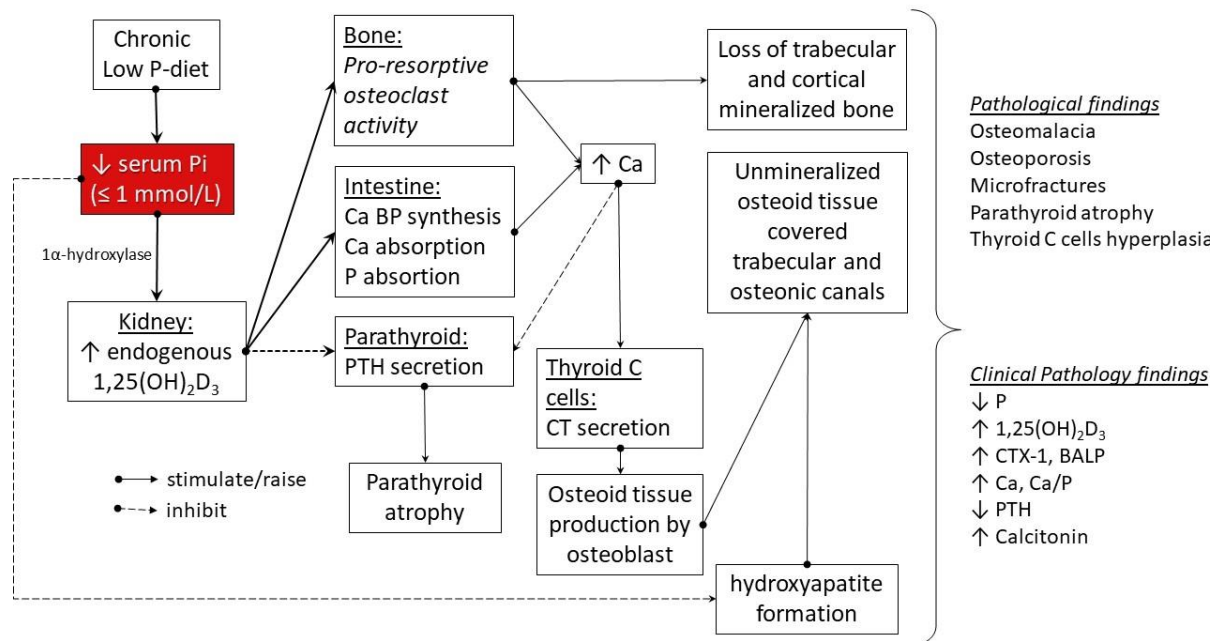 Chronic
Low P-diet
↓ serum Pi
(≤ 1 mmol/L)
1α-hydroxylase
Kidney:
↑ endogenous
1,25(OH)₂D₃
Bone:
Pro-resorptive
osteoclast
activity
Intestine:
Ca BP synthesis
Ca absorption
P absortion
Parathyroid:
PTH secretion
Parathyroid
atrophy
↑ Ca
Thyroid C
cells:
CT secretion
Osteoid tissue
production by
osteoblast
Loss of trabecular
and cortical
mineralized bone
Unmineralized
osteoid tissue
covered
trabecular and
osteonic canals
hydroxyapatite
formation
stimulate/raise
inhibit
Pathological findings
Osteomalacia
Osteoporosis
Microfractures
Parathyroid atrophy
Thyroid C cells hyperplasia
Clinical Pathology findings
↓ P
↑ 1,25(OH)₂D₃
↑ CTX-1, BALP
↑ Ca, Ca/P
↓ PTH
↑ Calcitonin